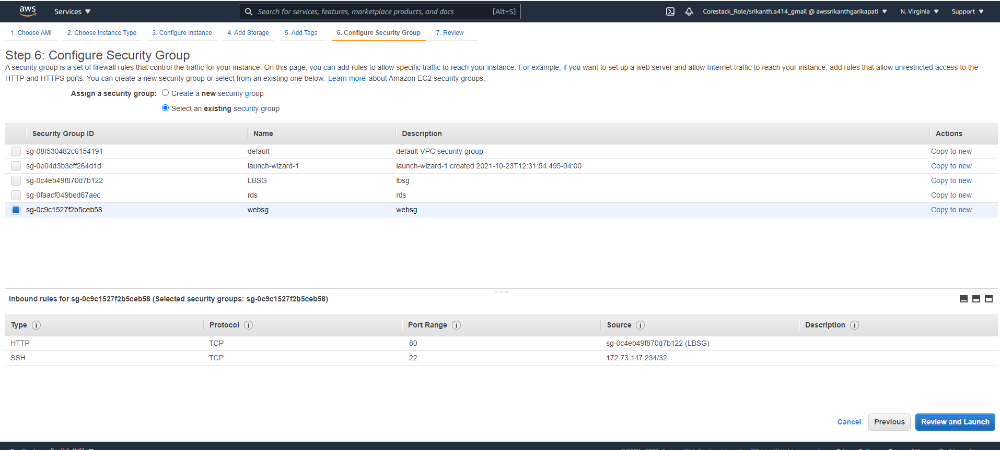 aws Services Search for services, features, marketplace products, and docs [Alt+S] Corestack_Role/srikanth.a414_gmail @ awssrikanthgarikapati N. Virginia Support
1. Choose AMI 2. Choose Instance Type 3. Configure Instance 4. Add Storage 5. Add Tags 6. Configure Security Group 7. Review
Step 6: Configure Security Group
A security group is a set of firewall rules that control the traffic for your instance. On this page, you can add rules to allow specific traffic to reach your instance. For example, if you want to set up a web server and allow Internet traffic to reach your instance, add rules that allow unrestricted access to the
HTTP and HTTPS ports. You can create a new security group or select from an existing one below. Learn more about Amazon EC2 security groups.
Assign a security group: Create a new security group
Select an existing security group
Security Group ID Name Description Actions
sg-08f530482c6154191 default default VPC security group Copy to new
sg-0e04d3b3eff264d1d launch-wizard-1 launch-wizard-1 created 2021-10-23T12:31:54.495-04:00 Copy to new
sg-0c4eb49f870d7b122 LBSG lbsg Copy to new
sg-0faacf049bed67aec rds rds Copy to new
sg-0c9c1527f2b5ceb58 websg websg Copy to new
Inbound rules for sg-0c9c1527f2b5ceb58 (Selected security groups: sg-0c9c1527f2b5ceb58)
Type Protocol Port Range Source Description
HTTP TCP 80 sg-0c4eb49f870d7b122 (LBSG)
SSH TCP 22 172.73.147.234/32
Cancel Previous Review and Launch
English (US)